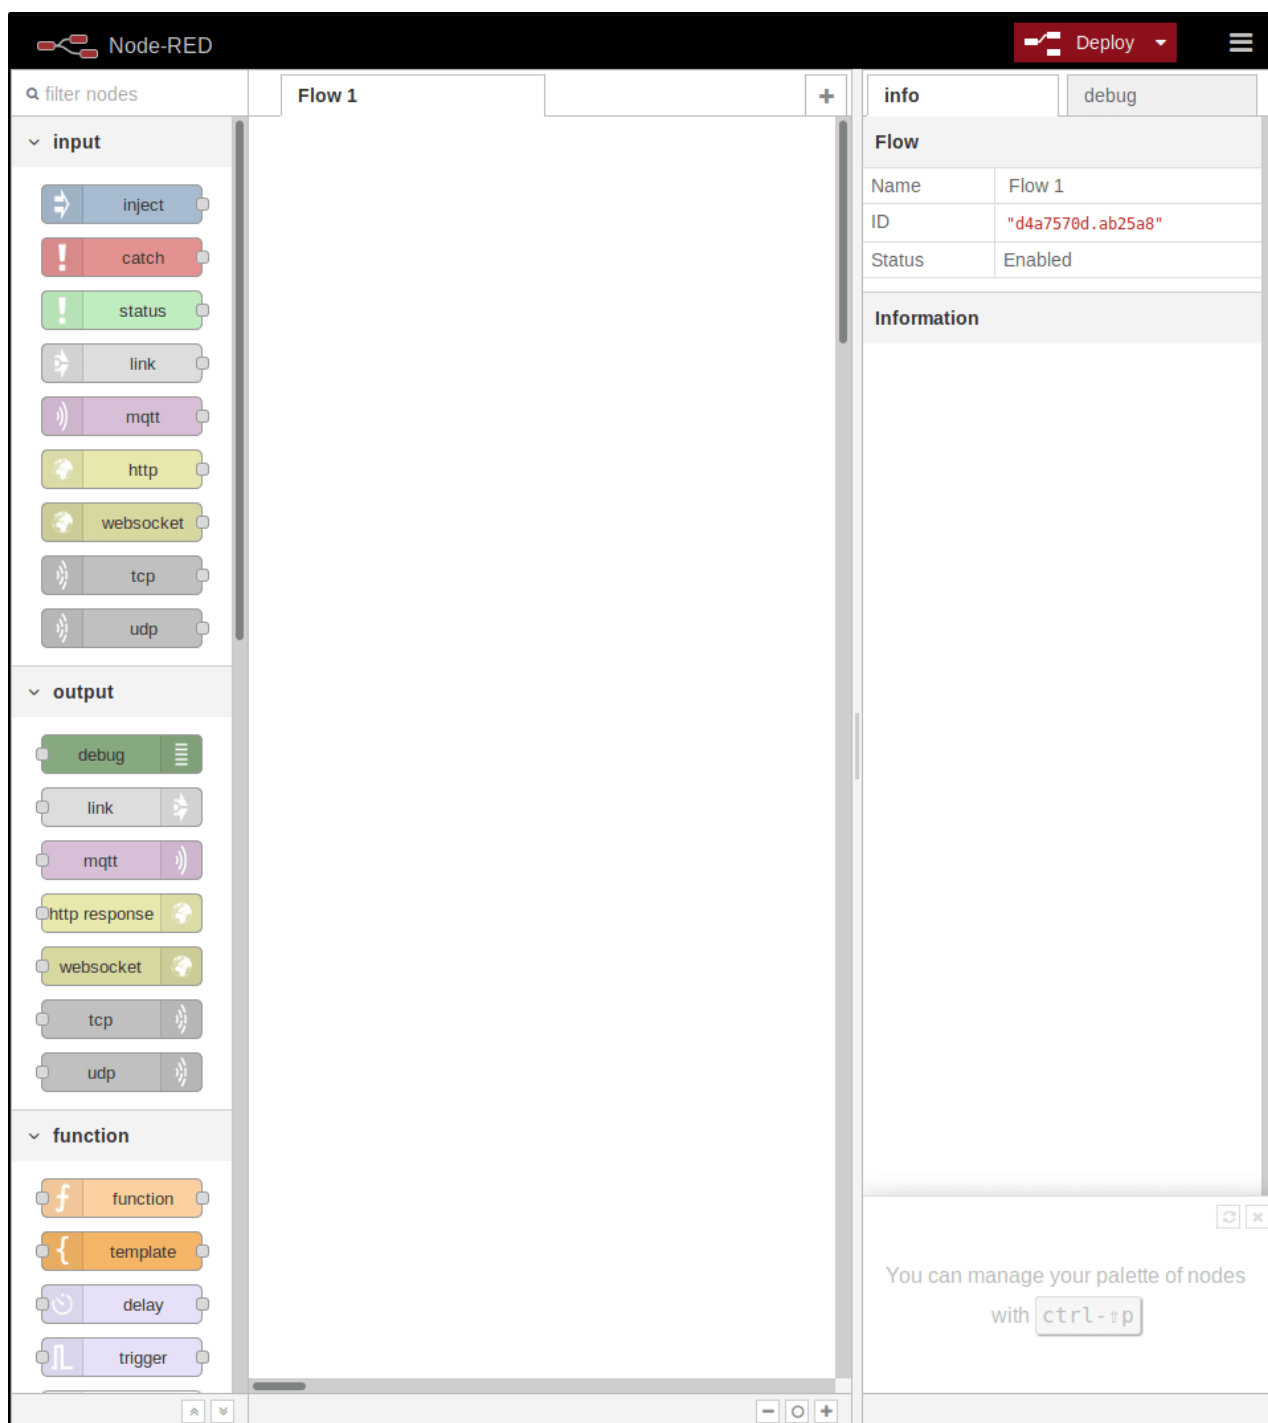 Node-RED
Deploy
filter nodes
Flow 1
info
debug
input
inject
catch
status
link
mqtt
http
websocket
tcp
udp
output
debug
link
mqtt
http response
websocket
tcp
udp
function
function
template
delay
trigger
Flow
Name Flow 1
ID "d4a7570d.ab25a8"
Status Enabled
Information
You can manage your palette of nodes
with ctrl-⇧p